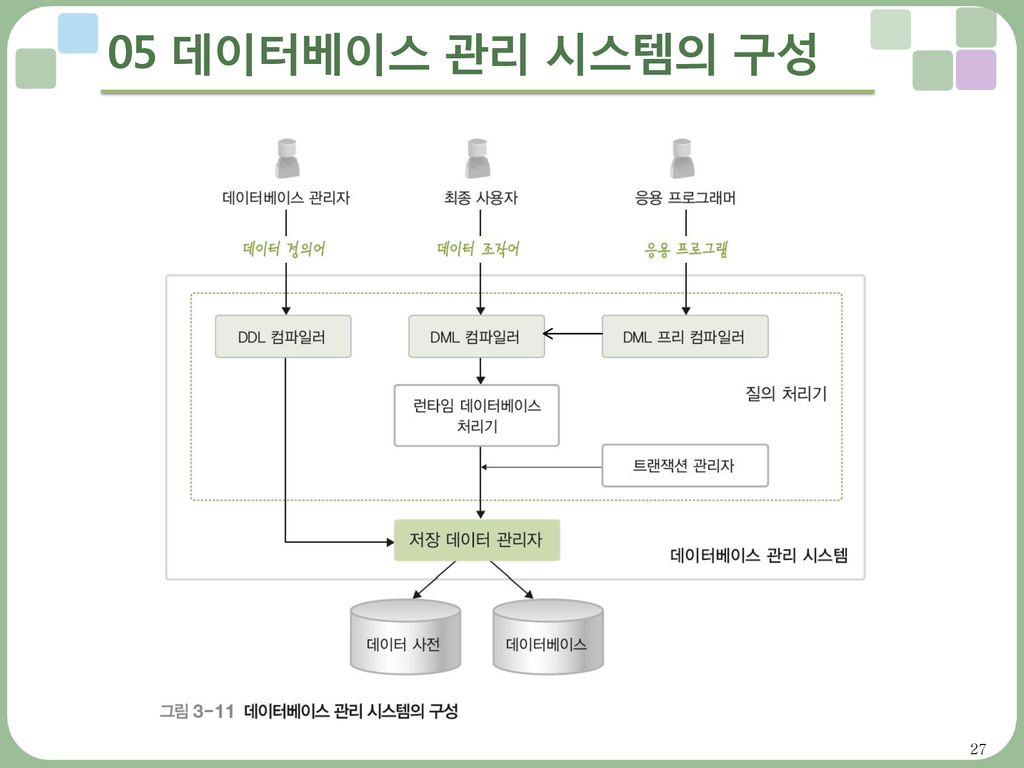 05 데이터베이스 관리 시스템의 구성
데이터베이스 관리자
최종 사용자
응용 프로그래머
데이터 정의어
데이터 조작어
응용 프로그램
DDL 컴파일러
DML 컴파일러
DML 프리 컴파일러
질의 처리기
런타임 데이터베이스
처리기
트랜잭션 관리자
저장 데이터 관리자
데이터베이스 관리 시스템
데이터 사전
데이터베이스
그림 3-11 데이터베이스 관리 시스템의 구성
27